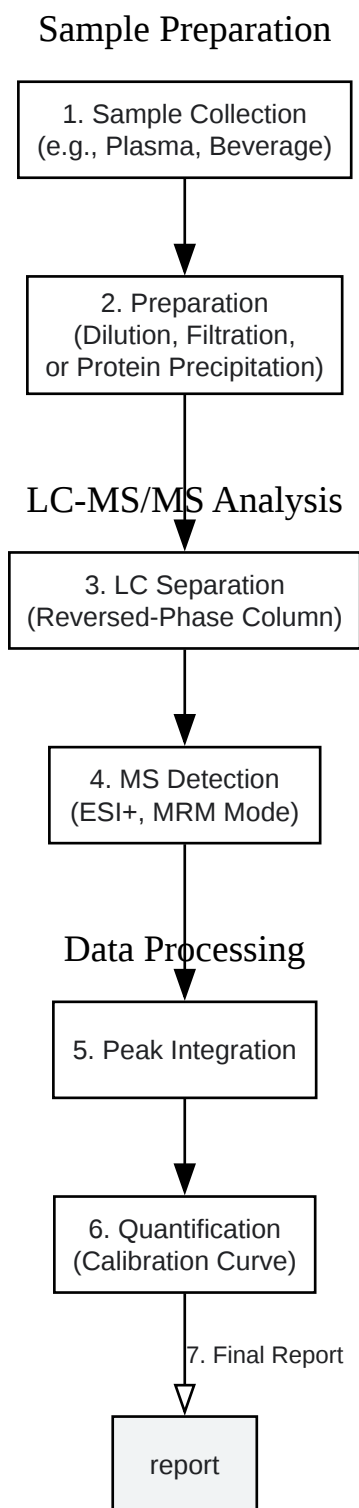 Sample Preparation
1. Sample Collection
(e.g., Plasma, Beverage)
2. Preparation
(Dilution, Filtration,
or Protein Precipitation)
LC-MS/MS Analysis
3. LC Separation
(Reversed-Phase Column)
4. MS Detection
(ESI+, MRM Mode)
Data Processing
5. Peak Integration
6. Quantification
(Calibration Curve)
7. Final Report
report